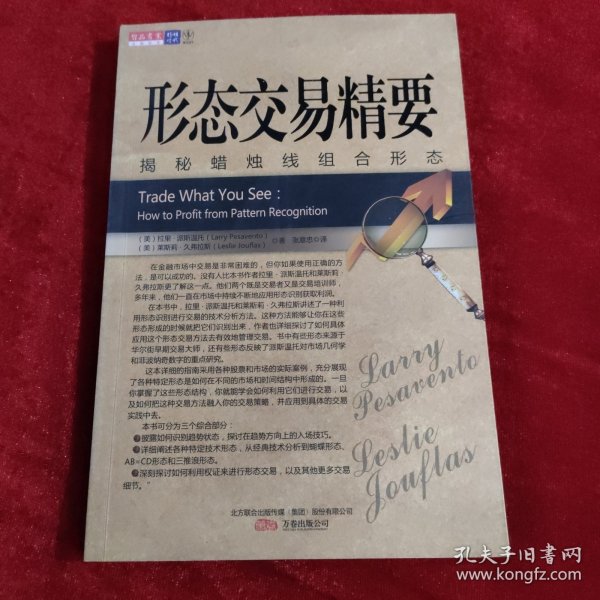 智品书业
形态交易精要
揭秘蜡烛线组合形态
Trade What You See:
How to Profit from Pattern Recognition
（美）拉里·派斯温托（Larry Pesavento）
（美）莱斯莉·久弗拉斯（Leslie Jouflas）
◎著 张意忠◎译
在金融市场中交易是非常困难的，但你如果使用正确的方
法，是可以成功的。没有人比本书作者拉里·派斯温托和莱斯莉·
久弗拉斯更了解这一点。他们两个既是交易者又是交易培训师，
多年来，他们一直在市场中持续不断地应用形态识别获取利润。
在本书中，拉里·派斯温托和莱斯莉·久弗拉斯讲述了一种利
用形态识别进行交易的技术分析方法。这种方法能够让你在这些
形态形成的时候就把它们识别出来，作者也详细探讨了如何具体
应用这个形态交易方法去有效地管理交易。书中有些形态来源于
华尔街早期交易大师，还有些形态反映了派斯温托对市场几何学
和菲波纳奇数字的重点研究。
这本详细的指南采用各种股票和市场的实际案例，充分展现
了各种特定形态是如何在不同的市场和时间结构中形成的。一旦
你掌握了这些形态结构，你就能学会如何利用它们进行交易，以
及如何把这种交易方法融入你的交易策略，并应用到具体的交易
实践中去。
本书可分为三个综合部分：
●披露如何识别趋势状态，探讨在趋势方向上的入场技巧。
●详细阐述各种特定技术形态，从经典技术分析到蝴蝶形态、
AB=CD形态和三推浪形态。
●深刻探讨如何利用权证来进行形态交易，以及其他更多交易
细节。”
Larry
Pesavento
Leslie
Jouflas
北方联合出版传媒（集团）股份有限公司
万卷出版公司
孔夫子旧书网
www.kongfz.com